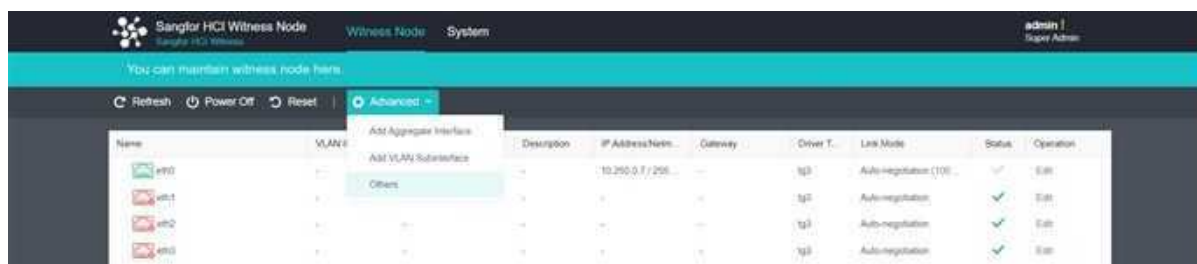 Sangfor HCI Witness Node Witness Node System admin
Sangfor HCI Witness Super Admin
You can maintain witness node here.
Refresh Power Off Reset | Advanced
Add Aggregate Interface
Name VLAN Description IP Address/Netm... Gateway Driver T... Link Mode Status Operation
Add VLAN Subinterface
eth0 - - 10.250.0.7 / 255... - tg3 Auto-negotiation (100... Edit
Others
eth1 - - - - tg3 Auto-negotiation Edit
eth2 - - - - - tg3 Auto-negotiation Edit
eth3 - - - - - tg3 Auto-negotiation Edit